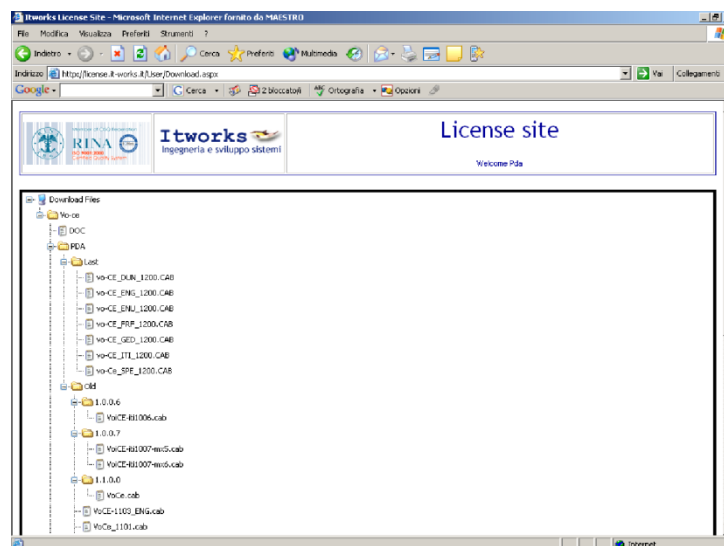 Itworks License Site - Microsoft Internet Explorer fornito da MAESTRO
File Modifica Visualizza Preferiti Strumenti ?
Indietro Cerca Preferiti Multimedia
Indirizzo http://license.it-works.it/User/Download.aspx Vai Collegamenti
Google Cerca 2 bloccato/i Ortografia Opzioni
RINA
Itworks
Ingegneria e sviluppo sistemi
License site
Welcome Pda
Download Files
Vo-ce
DOC
PDA
Last
vo-CE_DUN_1200.CAB
vo-CE_ENG_1200.CAB
vo-CE_ENU_1200.CAB
vo-CE_FRF_1200.CAB
vo-CE_GED_1200.CAB
vo-CE_ITI_1200.CAB
vo-Ce_SPE_1200.CAB
Old
1.0.0.6
VoiCE-iti1006.cab
1.0.0.7
VoiCE-iti1007-mx5.cab
VoiCE-iti1007-mx6.cab
1.1.0.0
VoCe.cab
VoCE-1103_ENG.cab
VoCe_1101.cab
Internet